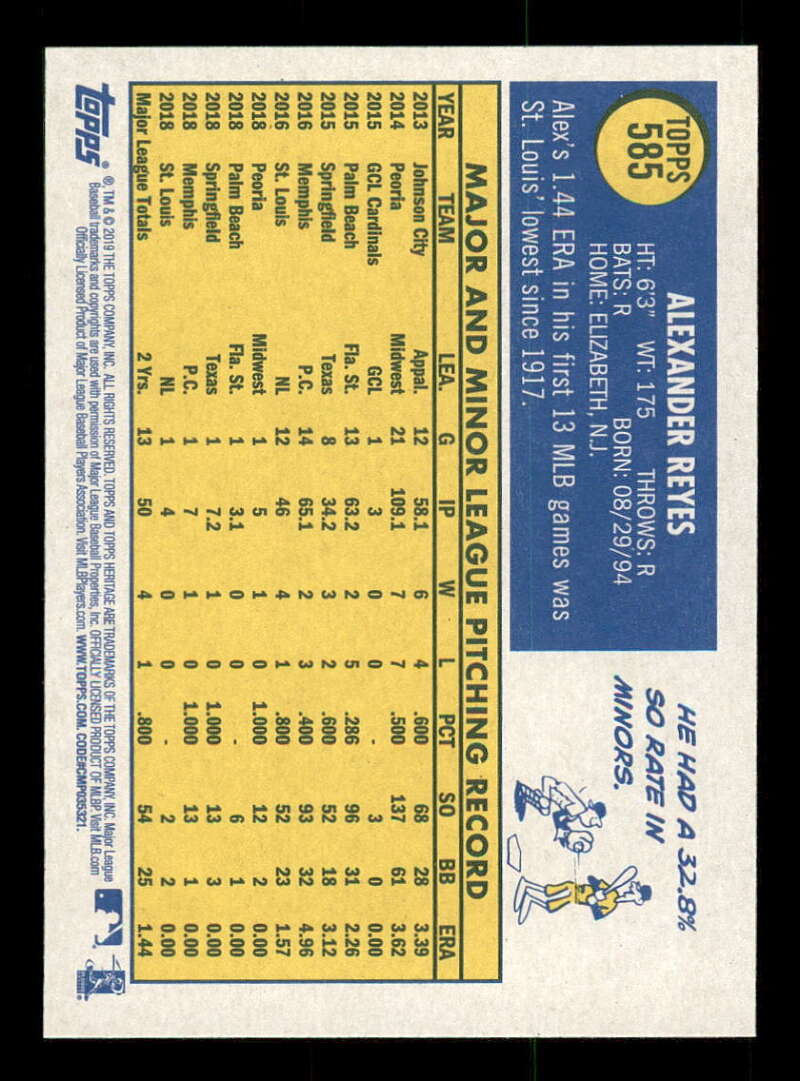 TOPPS
585
ALEXANDER REYES
HT: 6'3" WT: 175 THROWS: R
BATS: R BORN: 08/29/94
HOME: ELIZABETH, N.J.
Alex's 1.44 ERA in his first 13 MLB games was
St. Louis' lowest since 1917.
HE HAD A 32.8%
SO RATE IN
MINORS.
MAJOR AND MINOR LEAGUE PITCHING RECORD
YEAR TEAM LEA. G IP W L PCT SO BB ERA
2013 Johnson City Appal. 12 58.1 6 4 .600 68 28 3.39
2014 Peoria Midwest 21 109.1 7 7 .500 137 61 3.62
2015 GCL Cardinals GCL 1 3 0 0 - 3 0 0.00
2015 Palm Beach Fla. St. 13 63.2 2 5 .286 96 31 2.26
2015 Springfield Texas 8 34.2 3 2 .600 52 18 3.12
2016 Memphis P.C. 14 65.1 2 3 .400 93 32 4.96
2016 St. Louis NL 12 46 4 1 .800 52 23 1.57
2018 Peoria Midwest 1 5 1 0 1.000 12 2 0.00
2018 Palm Beach Fla. St. 1 3.1 0 0 - 6 1 0.00
2018 Springfield Texas 1 7.2 1 0 1.000 13 3 0.00
2018 Memphis P.C. 1 7 1 0 1.000 13 1 0.00
2018 St. Louis NL 1 4 0 0 - 2 2 0.00
Major League Totals 2 Yrs. 13 50 4 1 .800 54 25 1.44
topps
®, TM & © 2019 THE TOPPS COMPANY, INC. ALL RIGHTS RESERVED. TOPPS AND TOPPS HERITAGE ARE TRADEMARKS OF THE TOPPS COMPANY, INC. Major League
Baseball trademarks and copyrights are used with permission of Major League Baseball Properties, Inc. OFFICIALLY LICENSED PRODUCT OF MLBP. Visit MLB.com
Officially Licensed Product of Major League Baseball Players Association. Visit MLBPlayers.com. WWW.TOPPS.COM. CODE#CMP035321.